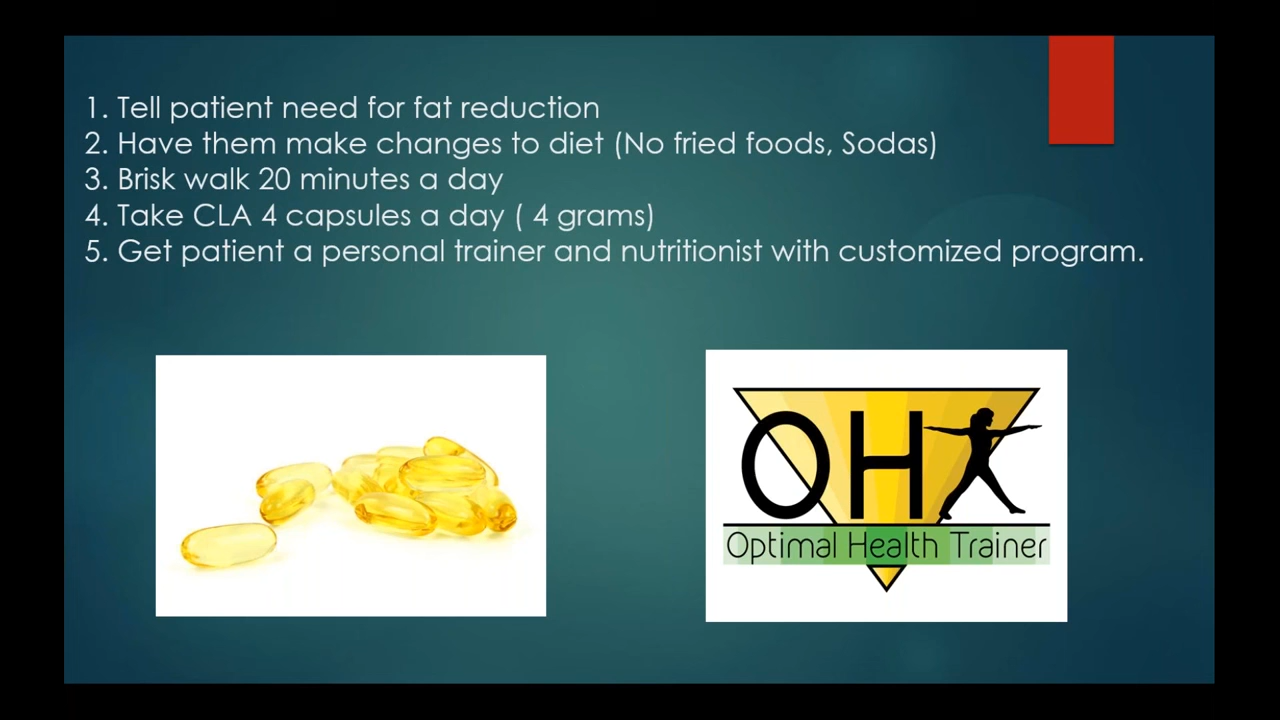 1. Tell patient need for fat reduction
2. Have them make changes to diet (No fried foods, Sodas)
3. Brisk walk 20 minutes a day
4. Take CLA 4 capsules a day ( 4 grams)
5. Get patient a personal trainer and nutritionist with customized program.
OH
Optimal Health Trainer